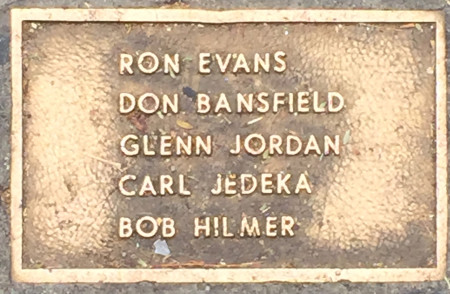 RON EVANS
DON BANSFIELD
GLENN JORDAN
CARL JEDEKA
BOB HILMER